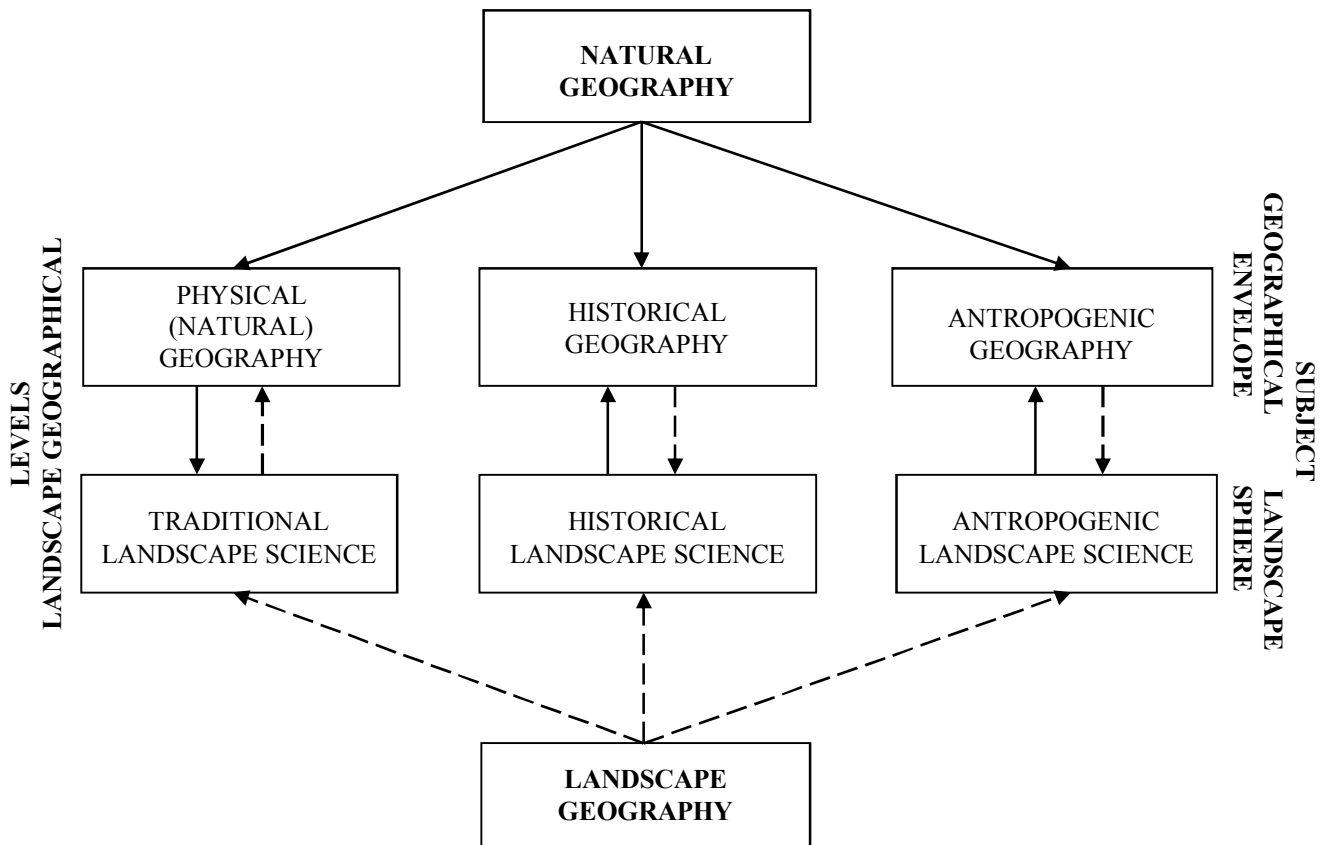 NATURAL
GEOGRAPHY
LEVELS
LANDSCAPE GEOGRAPHICAL
PHYSICAL
(NATURAL)
GEOGRAPHY
HISTORICAL
GEOGRAPHY
ANTROPOGENIC
GEOGRAPHY
GEOGRAPHICAL
ENVELOPE
SUBJECT
TRADITIONAL
LANDSCAPE SCIENCE
HISTORICAL
LANDSCAPE SCIENCE
ANTROPOGENIC
LANDSCAPE SCIENCE
LANDSCAPE
SPHERE
LANDSCAPE
GEOGRAPHY